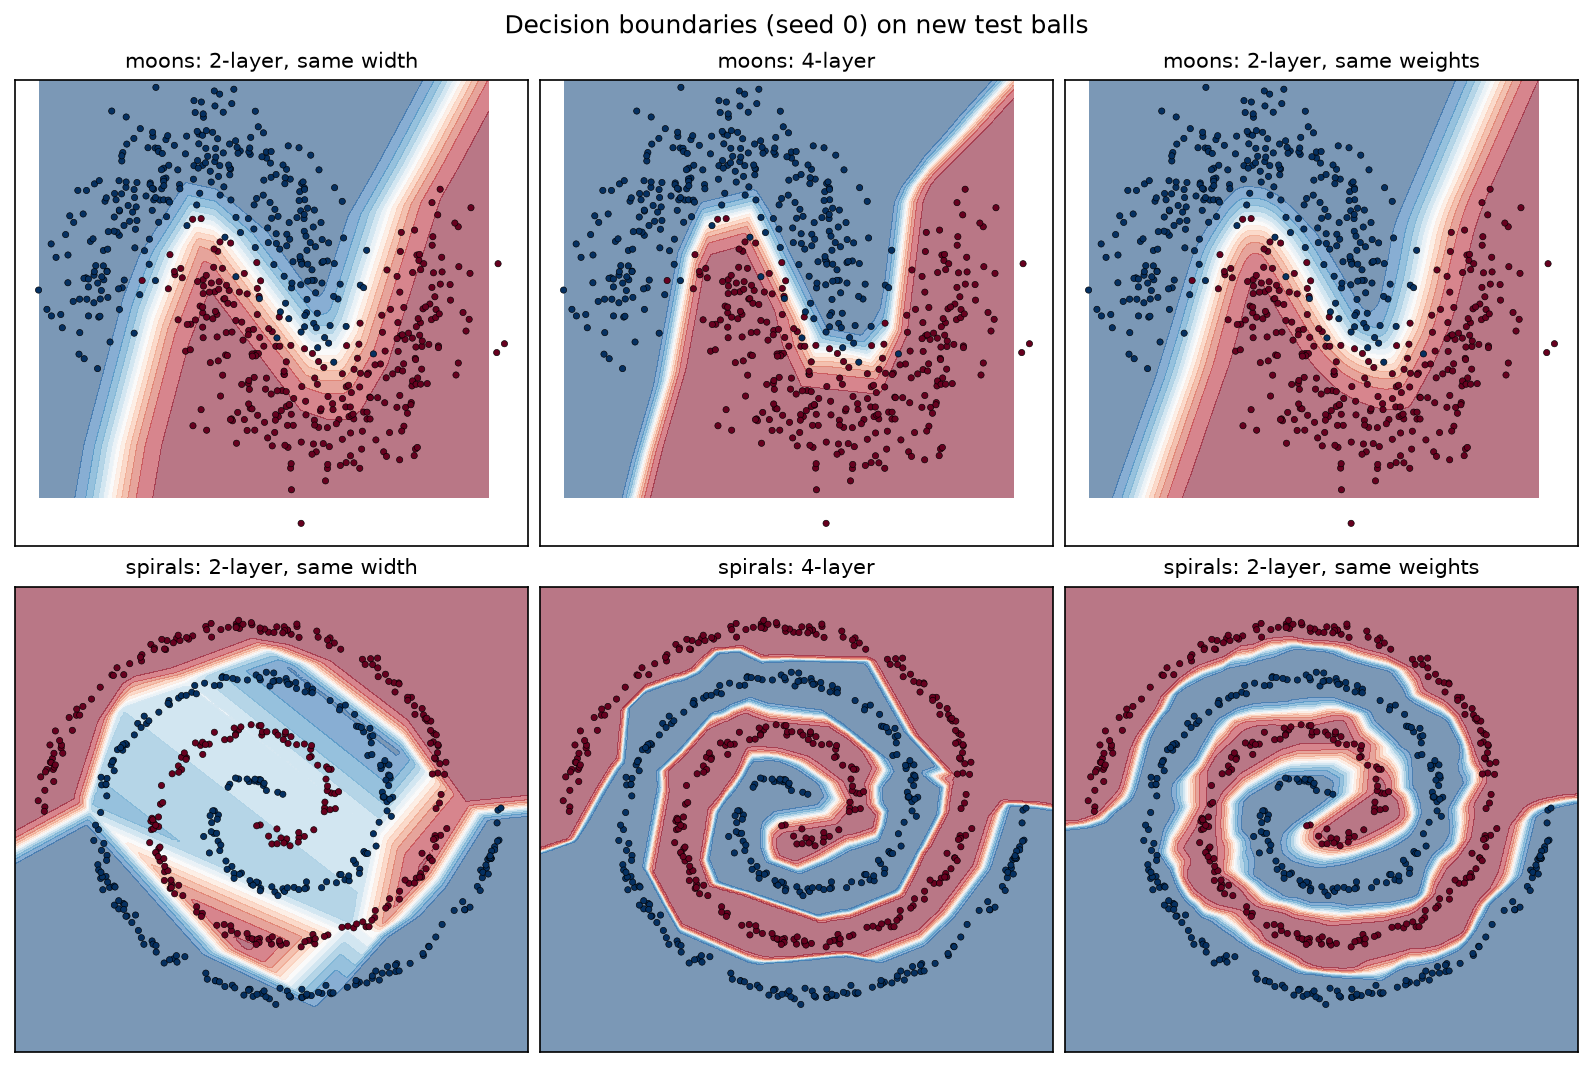 Decision boundaries (seed 0) on new test balls
moons: 2-layer, same width
moons: 4-layer
moons: 2-layer, same weights
spirals: 2-layer, same width
spirals: 4-layer
spirals: 2-layer, same weights